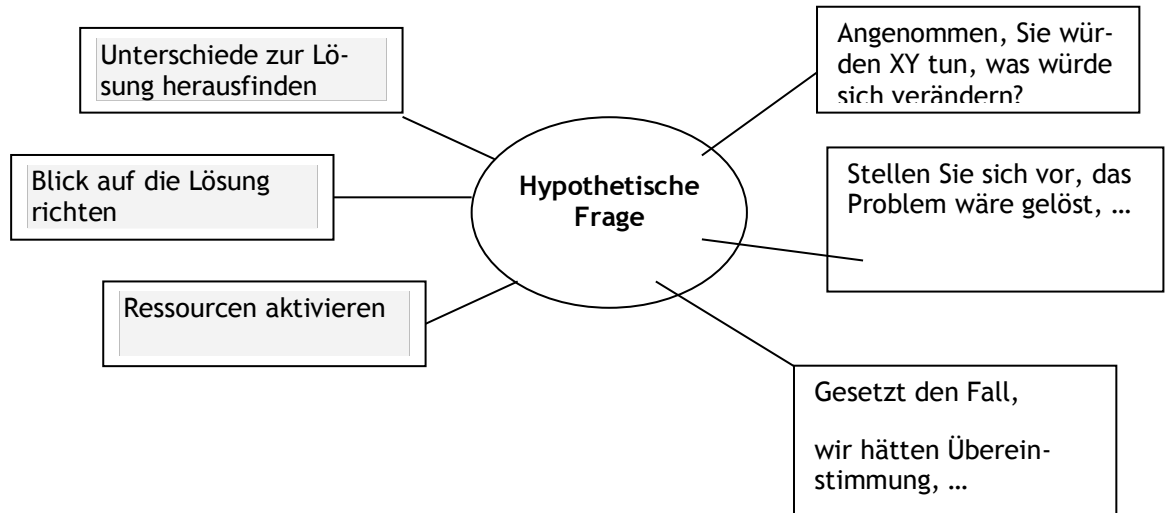 Unterschiede zur Lö-
sung herausfinden
Blick auf die Lösung
richten
Ressourcen aktivieren
Hypothetische
Frage
Angenommen, Sie wür-
den XY tun, was würde
sich verändern?
Stellen Sie sich vor, das
Problem wäre gelöst, …
Gesetzt den Fall,
wir hätten Überein-
stimmung, …